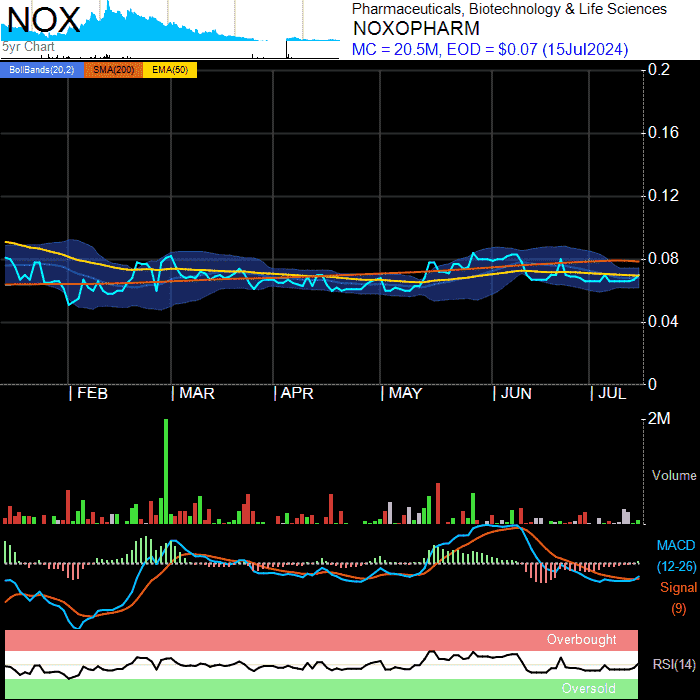 NOX
5yr Chart
Pharmaceuticals, Biotechnology & Life Sciences
NOXOPHARM
MC = 20.5M, EOD = $0.07 (15Jul2024)
BollBands(20,2) SMA(200) EMA(50)
0.2
0.16
0.12
0.08
0.04
0
FEB MAR APR MAY JUN JUL
2M
Volume
MACD
(12-26)
Signal
(9)
Overbought
RSI(14)
Oversold